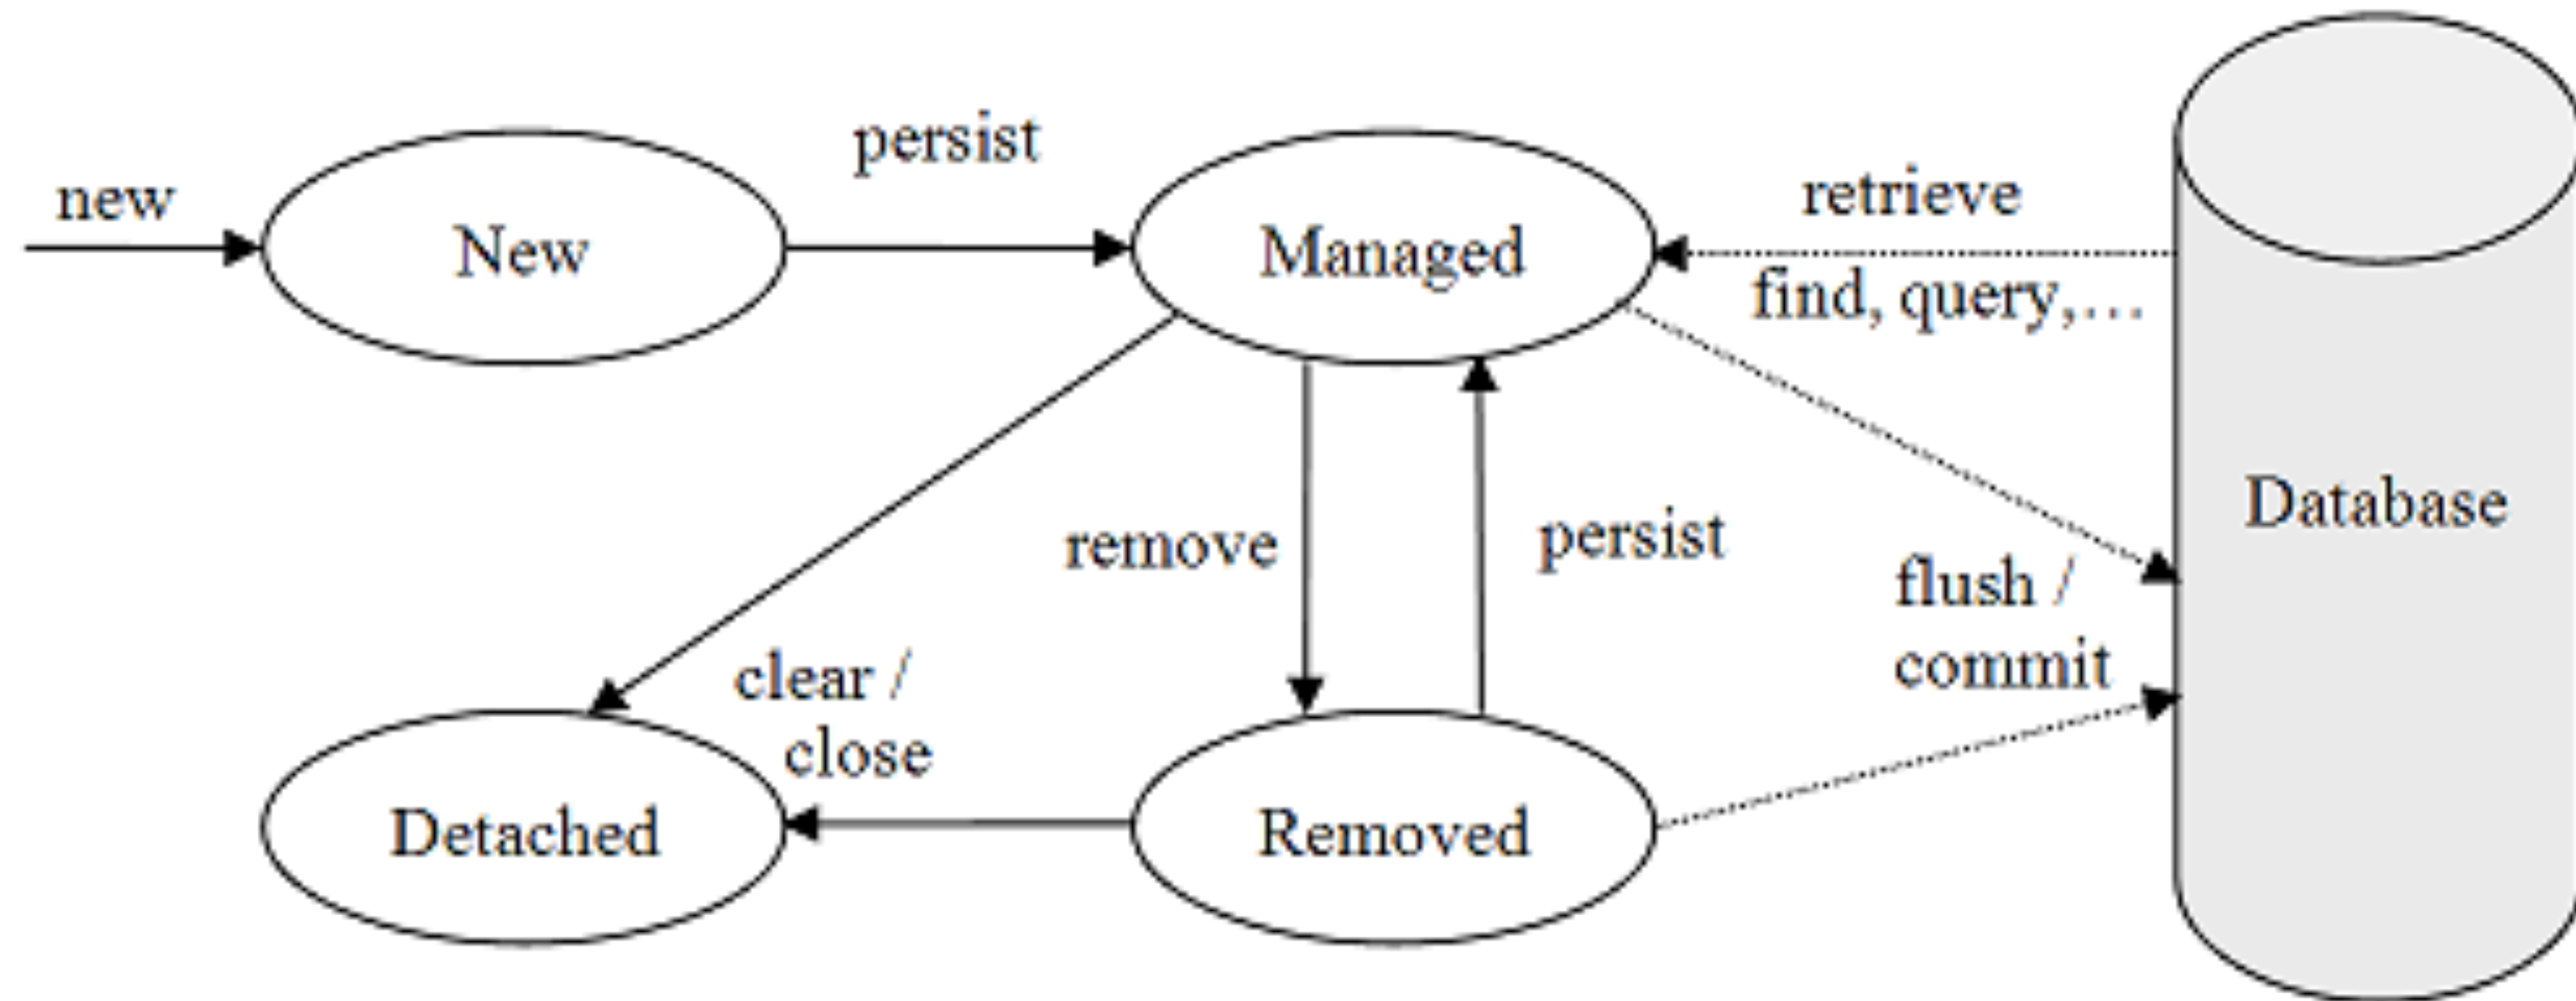 new
New
persist
Managed
retrieve
find, query,...
Database
remove
persist
flush /
commit
clear /
close
Detached
Removed